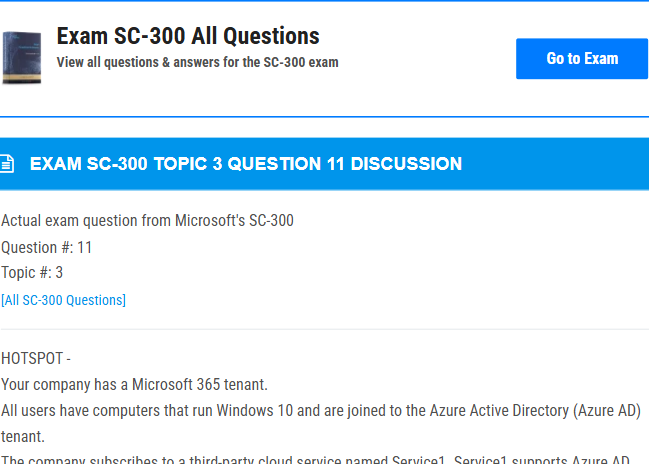 Exam SC-300 All Questions
View all questions & answers for the SC-300 exam
Go to Exam
EXAM SC-300 TOPIC 3 QUESTION 11 DISCUSSION
Actual exam question from Microsoft's SC-300
Question #: 11
Topic #: 3
[All SC-300 Questions]
HOTSPOT -
Your company has a Microsoft 365 tenant.
All users have computers that run Windows 10 and are joined to the Azure Active Directory (Azure AD)
tenant.
The company subscribes to a third-party cloud service named Service1. Service1 supports Azure AD